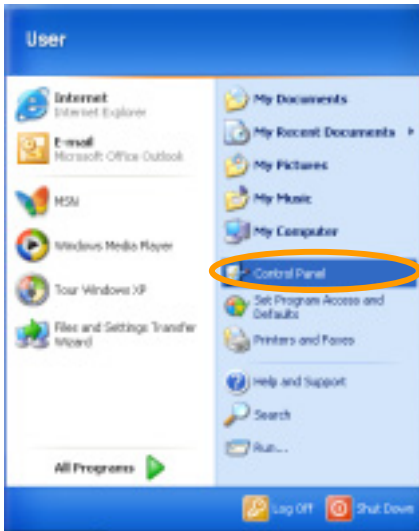 User
Internet
Internet Explorer
E-mail
Microsoft Office Outlook
MSN
Windows Media Player
Tour Windows XP
Files and Settings Transfer
Wizard
All Programs
My Documents
My Recent Documents
My Pictures
My Music
My Computer
Control Panel
Set Program Access and
Defaults
Printers and Faxes
Help and Support
Search
Run...
Log Off
Shut Down